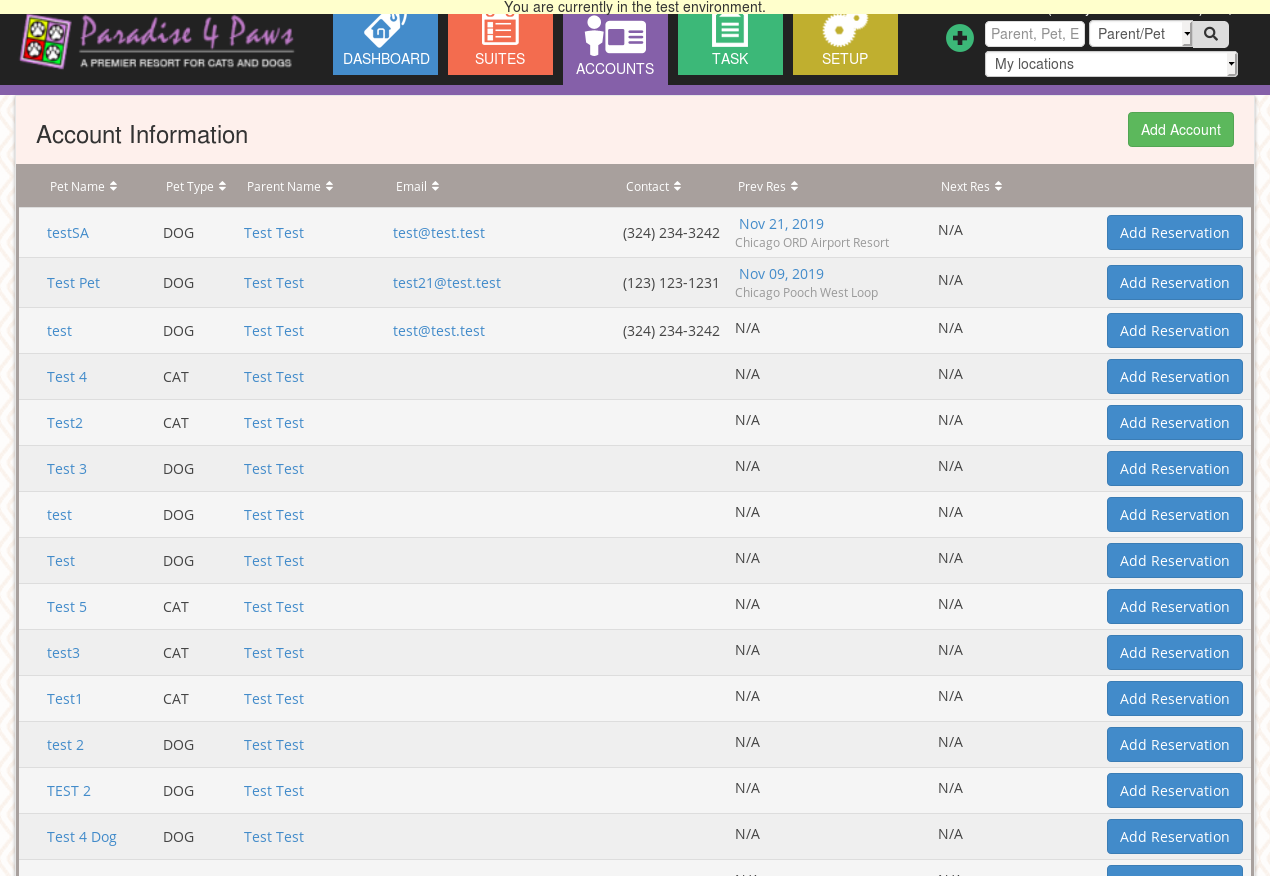 You are currently in the test environment.
Paradise 4 Paws
A PREMIER RESORT FOR CATS AND DOGS
DASHBOARD
SUITES
ACCOUNTS
TASK
SETUP
Parent, Pet, E
Parent/Pet
My locations
Account Information
Add Account
Pet Name Pet Type Parent Name Email Contact Prev Res Next Res
testSA DOG Test Test test@test.test (324) 234-3242 Nov 21, 2019 N/A Add Reservation
Chicago ORD Airport Resort
Test Pet DOG Test Test test21@test.test (123) 123-1231 Nov 09, 2019 N/A Add Reservation
Chicago Pooch West Loop
test DOG Test Test test@test.test (324) 234-3242 N/A N/A Add Reservation
Test 4 CAT Test Test N/A N/A Add Reservation
Test2 CAT Test Test N/A N/A Add Reservation
Test 3 DOG Test Test N/A N/A Add Reservation
test DOG Test Test N/A N/A Add Reservation
Test DOG Test Test N/A N/A Add Reservation
Test 5 CAT Test Test N/A N/A Add Reservation
test3 CAT Test Test N/A N/A Add Reservation
Test1 CAT Test Test N/A N/A Add Reservation
test 2 DOG Test Test N/A N/A Add Reservation
TEST 2 DOG Test Test N/A N/A Add Reservation
Test 4 Dog DOG Test Test N/A N/A Add Reservation